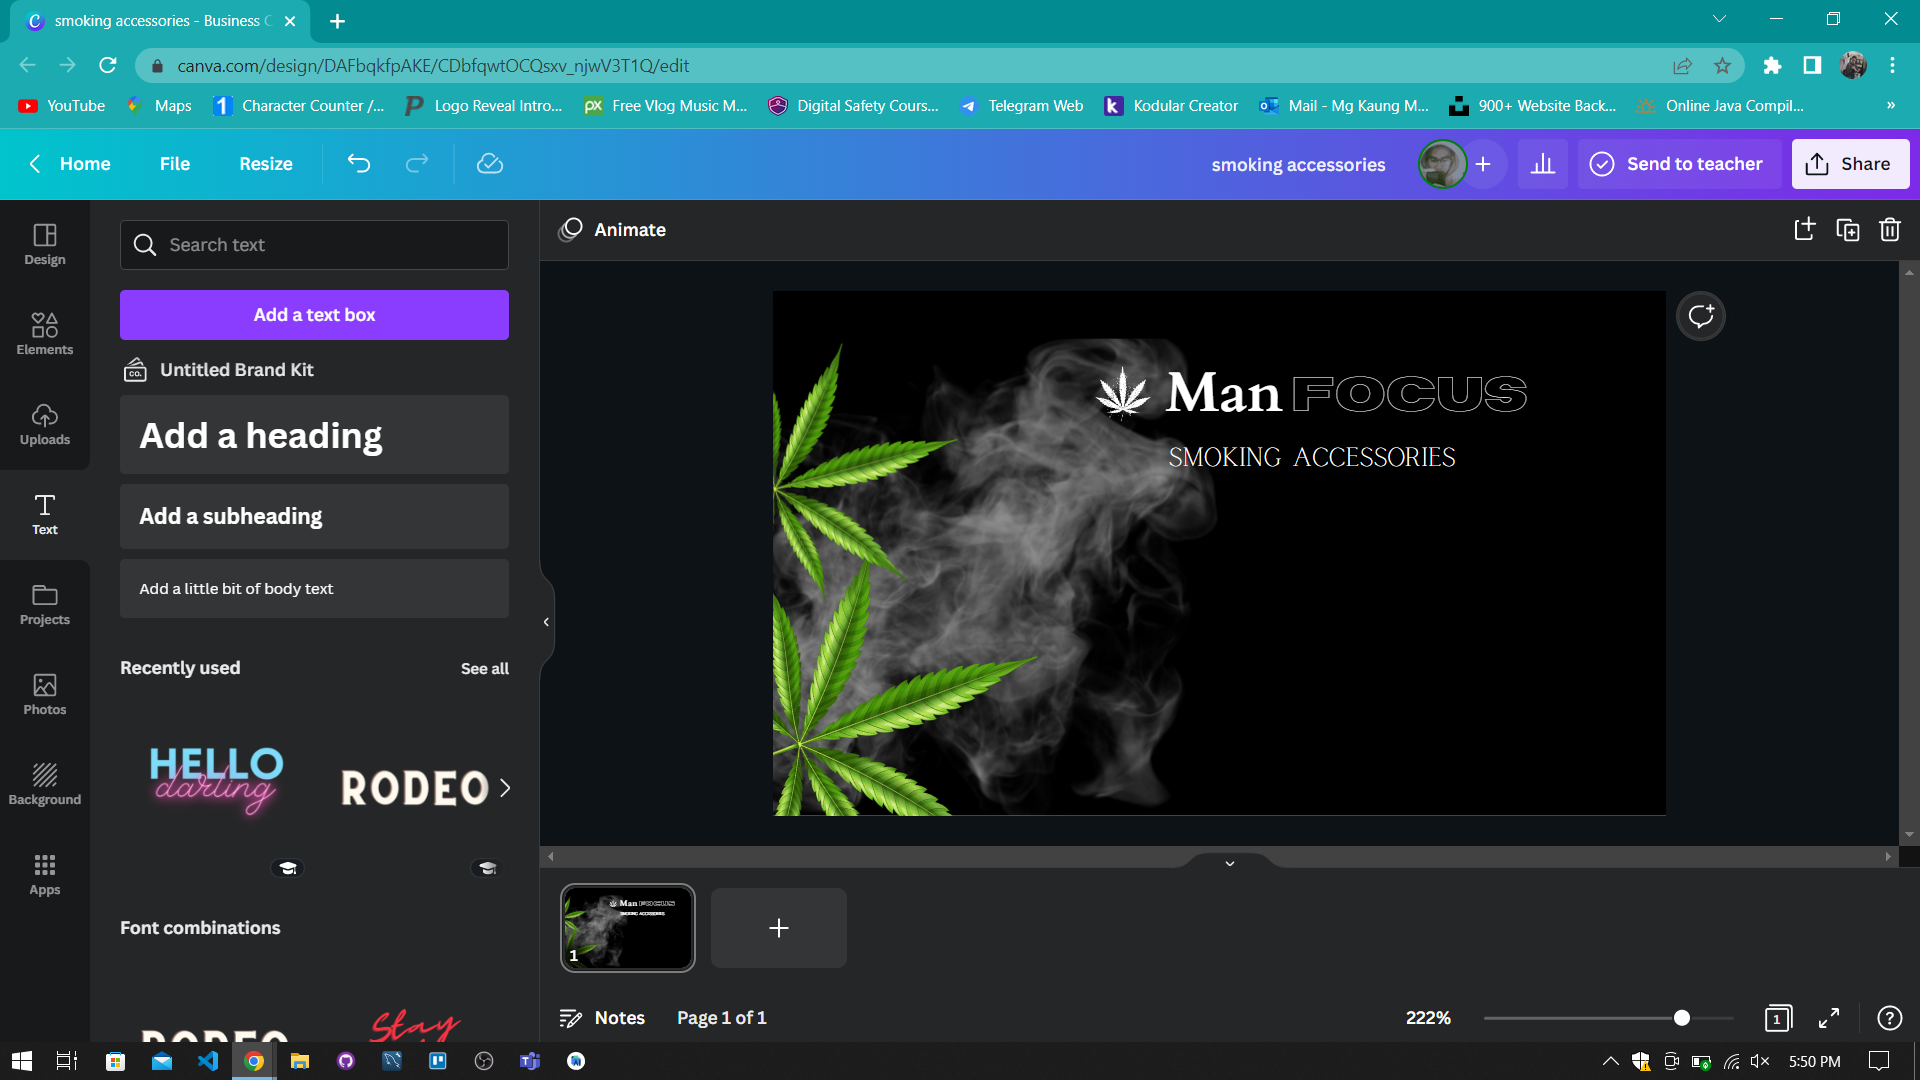 smoking accessories - Business C
canva.com/design/DAFbqkfpAKE/CDbfqwtOCQsxv_njwV3T1Q/edit
YouTube
Maps
Character Counter /...
Logo Reveal Intro...
Free Vlog Music M...
Digital Safety Cours...
Telegram Web
Kodular Creator
Mail - Mg Kaung M...
900+ Website Back...
Online Java Compil...
»
Home
File
Resize
smoking accessories
Send to teacher
Share
Design
Elements
Uploads
Text
Projects
Photos
Background
Apps
Search text
Add a text box
CO.
Untitled Brand Kit
Add a heading
Add a subheading
Add a little bit of body text
Recently used
See all
HELLO
darling
RODEO
Font combinations
RODEO
Stay
Animate
Man FOCUS
SMOKING ACCESSORIES
Man FOCUS
SMOKING ACCESSORIES
1
Notes
Page 1 of 1
222%
1
5:50 PM